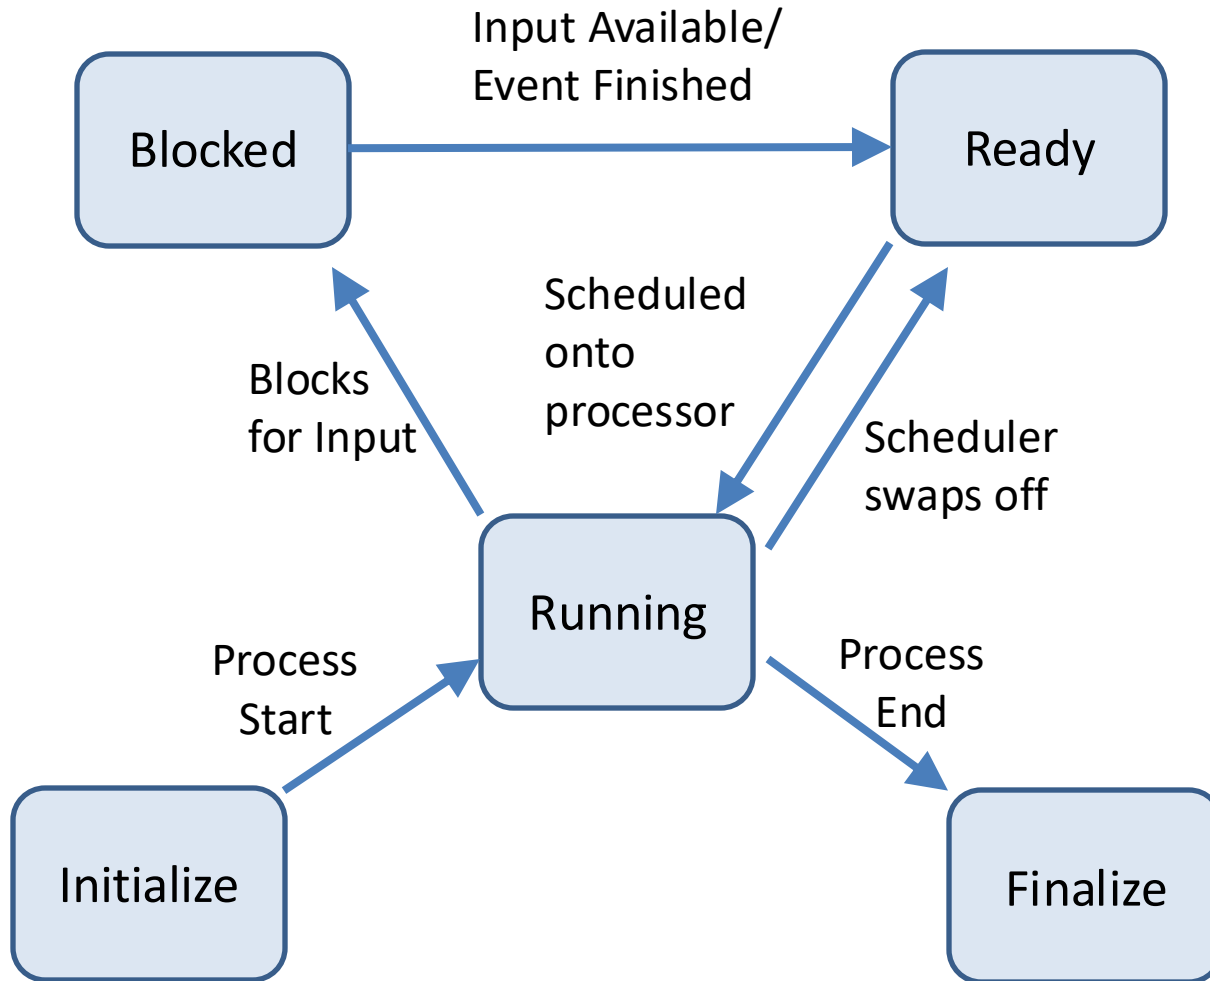 Input Available/
Event Finished
Blocked
Ready
Scheduled
onto
processor
Blocks
for Input
Scheduler
swaps off
Running
Process
Start
Process
End
Initialize
Finalize